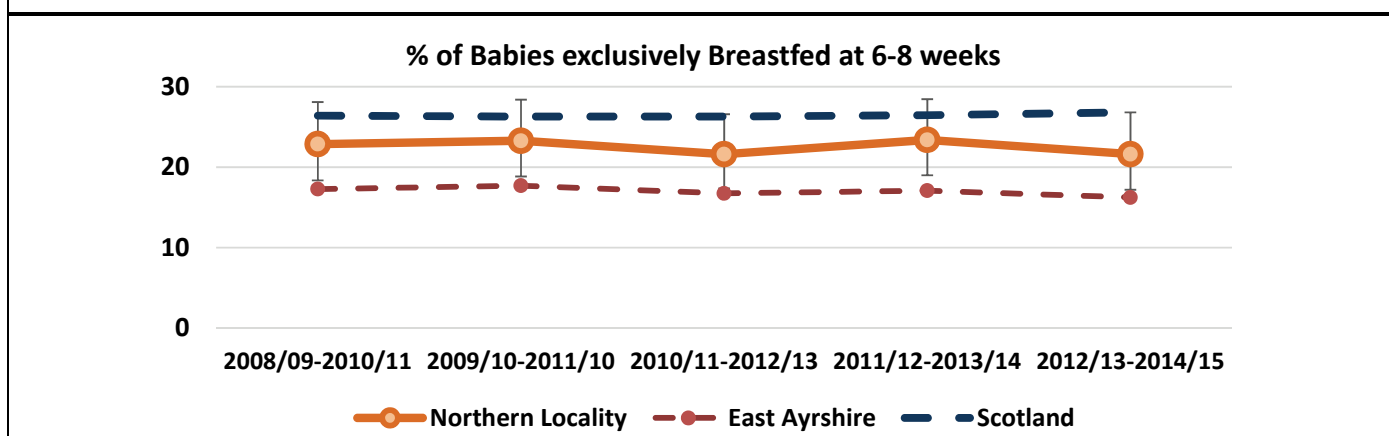 % of Babies exclusively Breastfed at 6-8 weeks
30
20
10
0
2008/09-2010/11 2009/10-2011/10 2010/11-2012/13 2011/12-2013/14 2012/13-2014/15
Northern Locality East Ayrshire Scotland